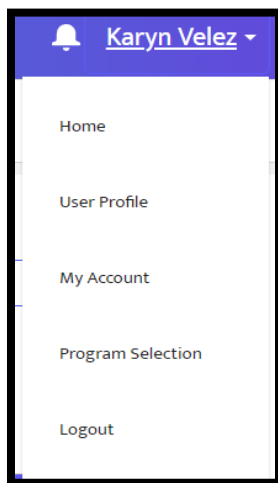 Karyn Velez
Home
User Profile
My Account
Program Selection
Logout